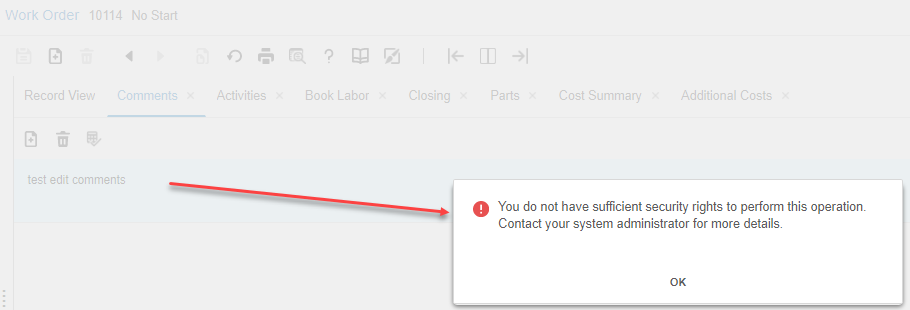 Work Order 10114 No Start
Record View Comments × Activities × Book Labor × Closing × Parts × Cost Summary × Additional Costs ×
test edit comments
You do not have sufficient security rights to perform this operation.
Contact your system administrator for more details.
OK